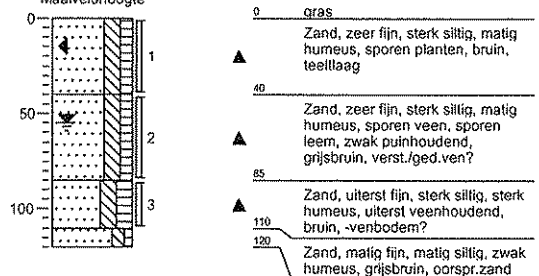 Maaiveldhoogte
0
0 gras
Zand, zeer fijn, sterk siltig, matig
humeus, sporen planten, bruin,
teeltlaag
1
40
50
Zand, zeer fijn, sterk siltig, matig
humeus, sporen veen, sporen
leem, zwak puinhoudend,
grijsbruin, verst./ged.ven?
2
85
Zand, uiterst fijn, sterk siltig, sterk
humeus, uiterst veenhoudend,
bruin, -venbodem?
3
100
110
120
Zand, matig fijn, matig siltig, zwak
humeus, grijsbruin, oorspr.zand